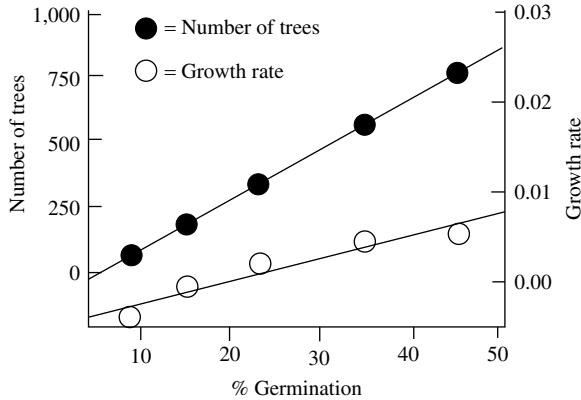 1,000
750
500
250
0
Number of trees
= Number of trees
= Growth rate
0.03
0.02
0.01
0.00
Growth rate
10 20 30 40 50
% Germination